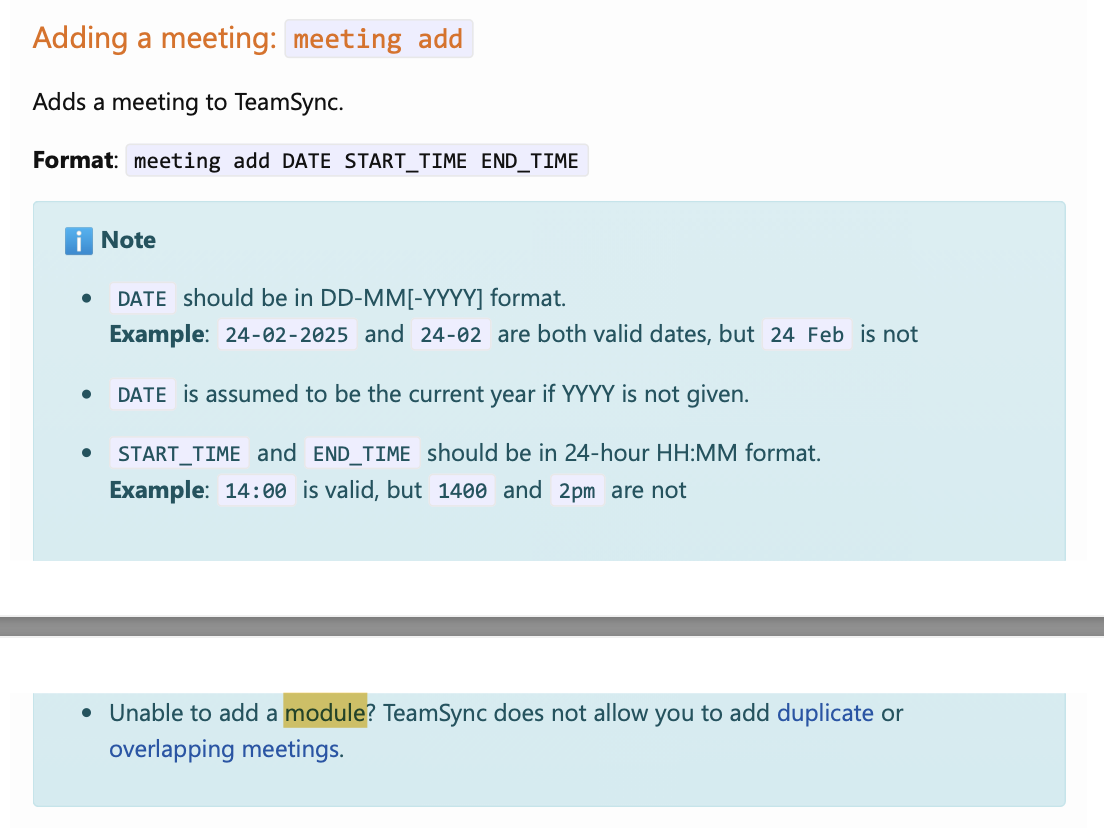 Adding a meeting: meeting add
Adds a meeting to TeamSync.
Format: meeting add DATE START_TIME END_TIME
ℹ️ Note
• DATE should be in DD-MM[-YYYY] format.
Example: 24-02-2025 and 24-02 are both valid dates, but 24 Feb is not
• DATE is assumed to be the current year if YYYY is not given.
• START_TIME and END_TIME should be in 24-hour HH:MM format.
Example: 14:00 is valid, but 1400 and 2pm are not
• Unable to add a module? TeamSync does not allow you to add duplicate or
overlapping meetings.